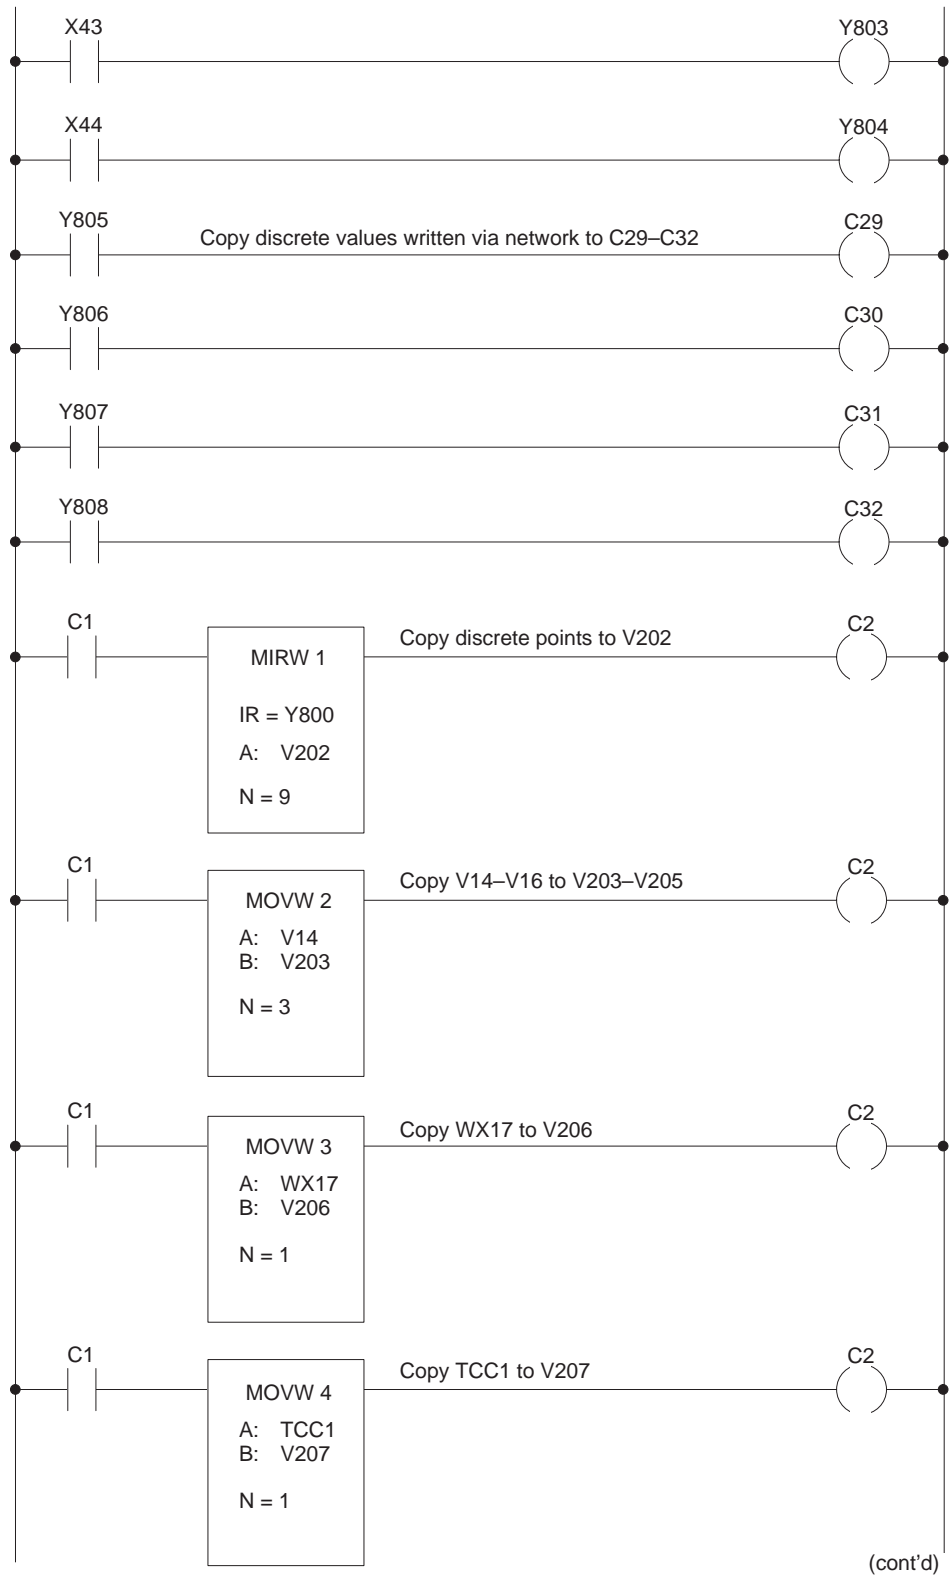 X43
Y803
X44
Y804
Y805
Copy discrete values written via network to C29–C32
C29
Y806
C30
Y807
C31
Y808
C32
C1
MIRW 1
IR = Y800
A: V202
N = 9
Copy discrete points to V202
C2
C1
MOVW 2
A: V14
B: V203
N = 3
Copy V14–V16 to V203–V205
C2
C1
MOVW 3
A: WX17
B: V206
N = 1
Copy WX17 to V206
C2
C1
MOVW 4
A: TCC1
B: V207
N = 1
Copy TCC1 to V207
C2
(cont’d)